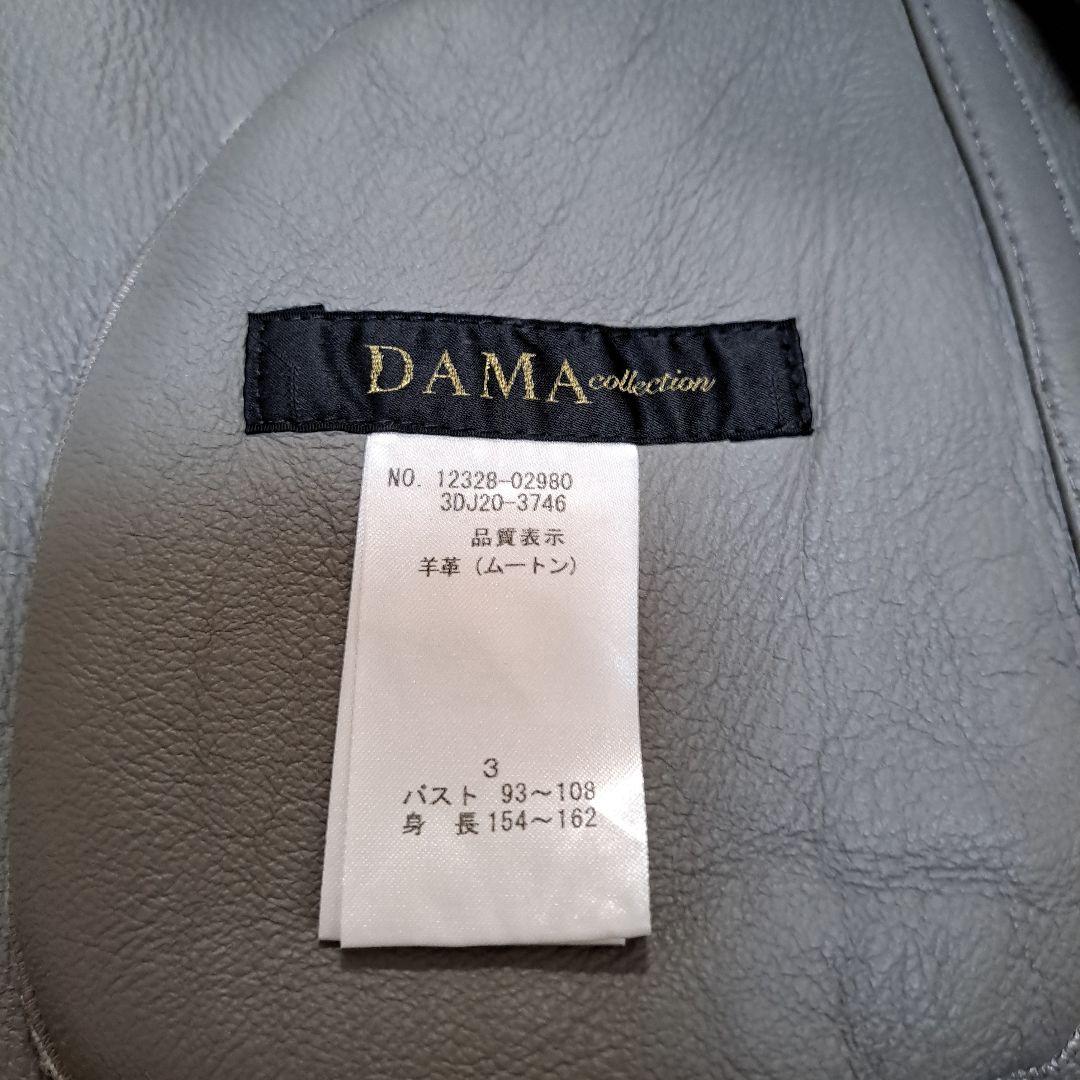 DAMA collection
NO. 12328-02980
3DJ20-3746
品質表示
羊革(ムートン)
3
バスト 93～108
身 長 154～162